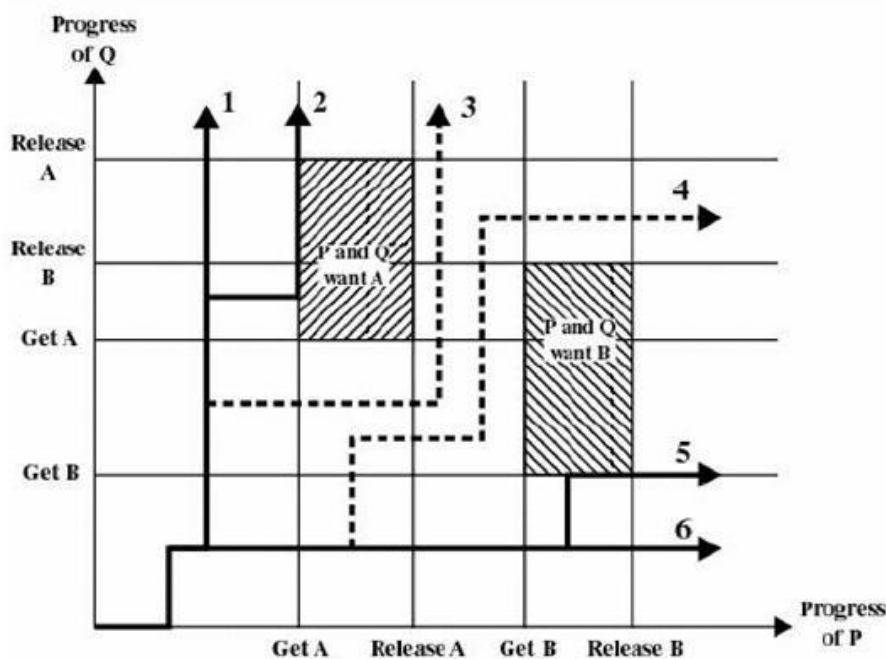 Progress
of Q
1
2
3
Release
A
4
Release
B
P and Q
want A
Get A
P and Q
want B
5
Get B
6
Progress
of P
Get A
Release A
Get B
Release B